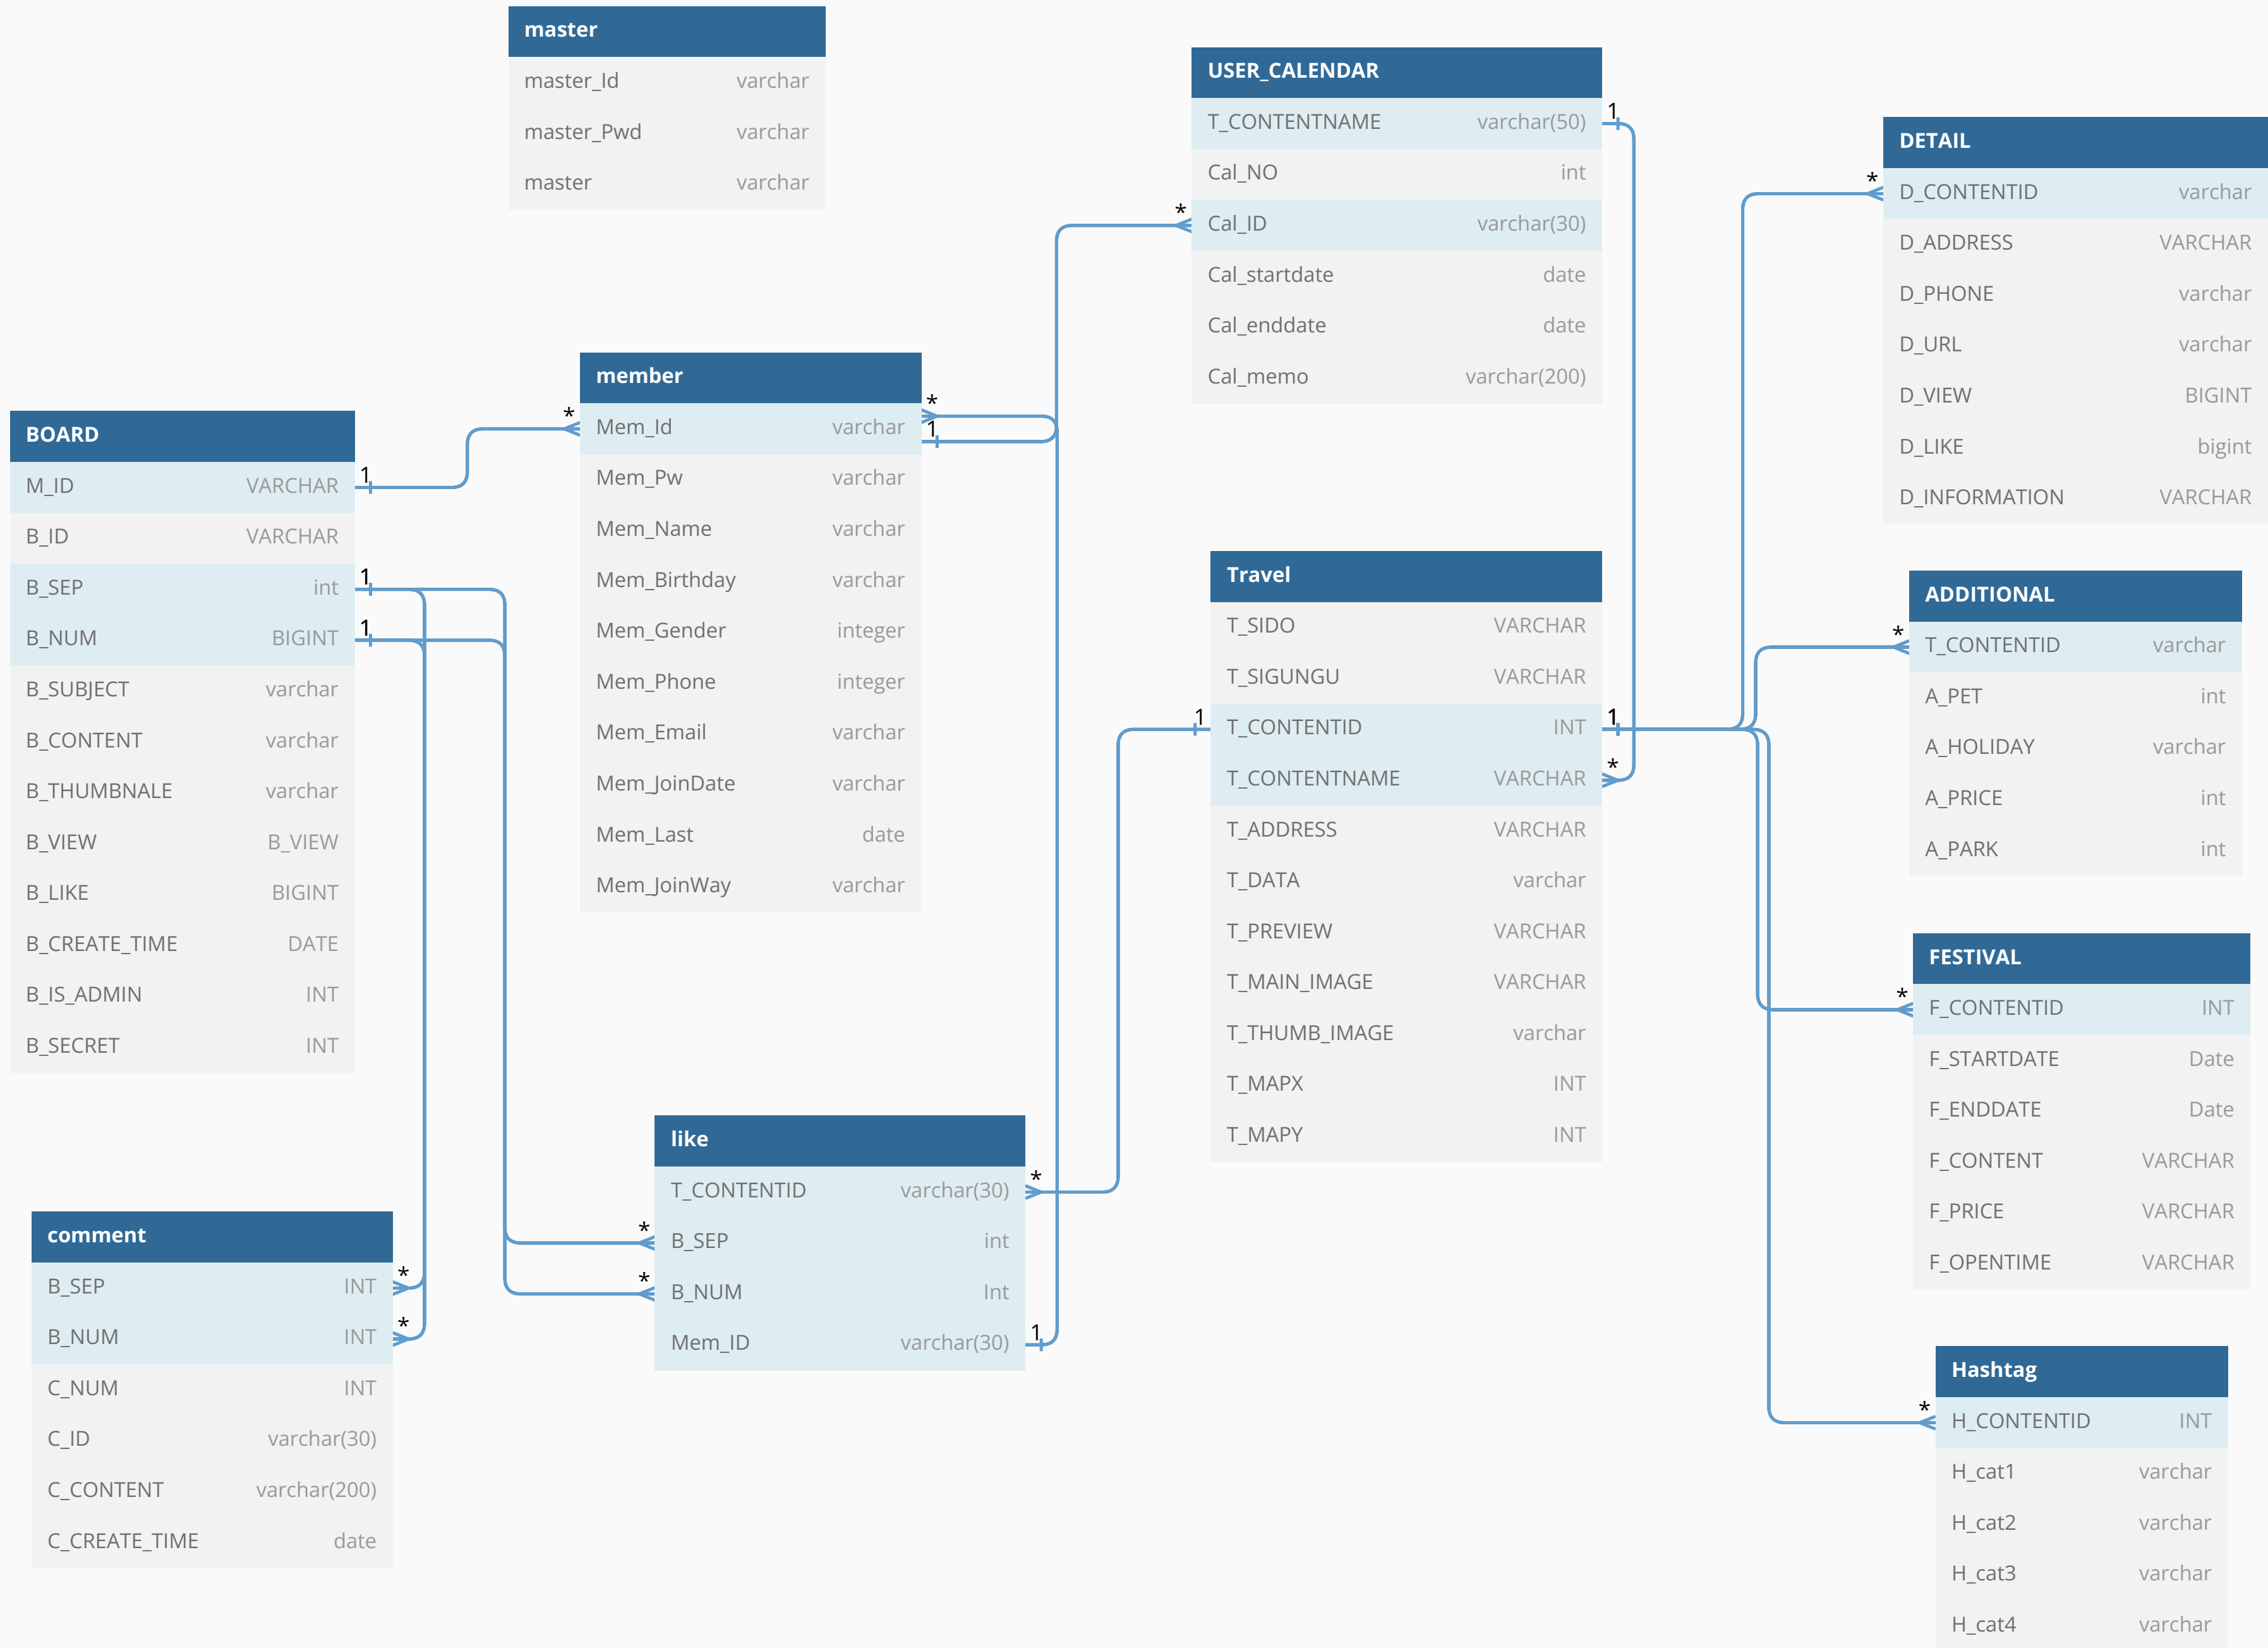 master
master_Id varchar
master_Pwd varchar
master varchar
USER_CALENDAR
T_CONTENTNAME varchar(50) 1
Cal_NO int
* Cal_ID varchar(30)
Cal_startdate date
Cal_enddate date
Cal_memo varchar(200)
DETAIL
* D_CONTENTID varchar
D_ADDRESS VARCHAR
D_PHONE varchar
D_URL varchar
D_VIEW BIGINT
D_LIKE bigint
D_INFORMATION VARCHAR
member
* Mem_Id varchar * 1
Mem_Pw varchar
Mem_Name varchar
Mem_Birthday varchar
Mem_Gender integer
Mem_Phone integer
Mem_Email varchar
Mem_JoinDate varchar
Mem_Last date
Mem_JoinWay varchar
BOARD
M_ID VARCHAR 1
B_ID VARCHAR
B_SEP int 1
B_NUM BIGINT 1
B_SUBJECT varchar
B_CONTENT varchar
B_THUMBNALE varchar
B_VIEW B_VIEW
B_LIKE BIGINT
B_CREATE_TIME DATE
B_IS_ADMIN INT
B_SECRET INT
Travel
T_SIDO VARCHAR
T_SIGUNGU VARCHAR
1 T_CONTENTID INT 1
T_CONTENTNAME VARCHAR *
T_ADDRESS VARCHAR
T_DATA varchar
T_PREVIEW VARCHAR
T_MAIN_IMAGE VARCHAR
T_THUMB_IMAGE varchar
T_MAPX INT
T_MAPY INT
ADDITIONAL
* T_CONTENTID varchar
A_PET int
A_HOLIDAY varchar
A_PRICE int
A_PARK int
FESTIVAL
* F_CONTENTID INT
F_STARTDATE Date
F_ENDDATE Date
F_CONTENT VARCHAR
F_PRICE VARCHAR
F_OPENTIME VARCHAR
like
T_CONTENTID varchar(30) *
* B_SEP int
* B_NUM Int
Mem_ID varchar(30) 1
comment
B_SEP INT *
B_NUM INT *
C_NUM INT
C_ID varchar(30)
C_CONTENT varchar(200)
C_CREATE_TIME date
Hashtag
* H_CONTENTID INT
H_cat1 varchar
H_cat2 varchar
H_cat3 varchar
H_cat4 varchar